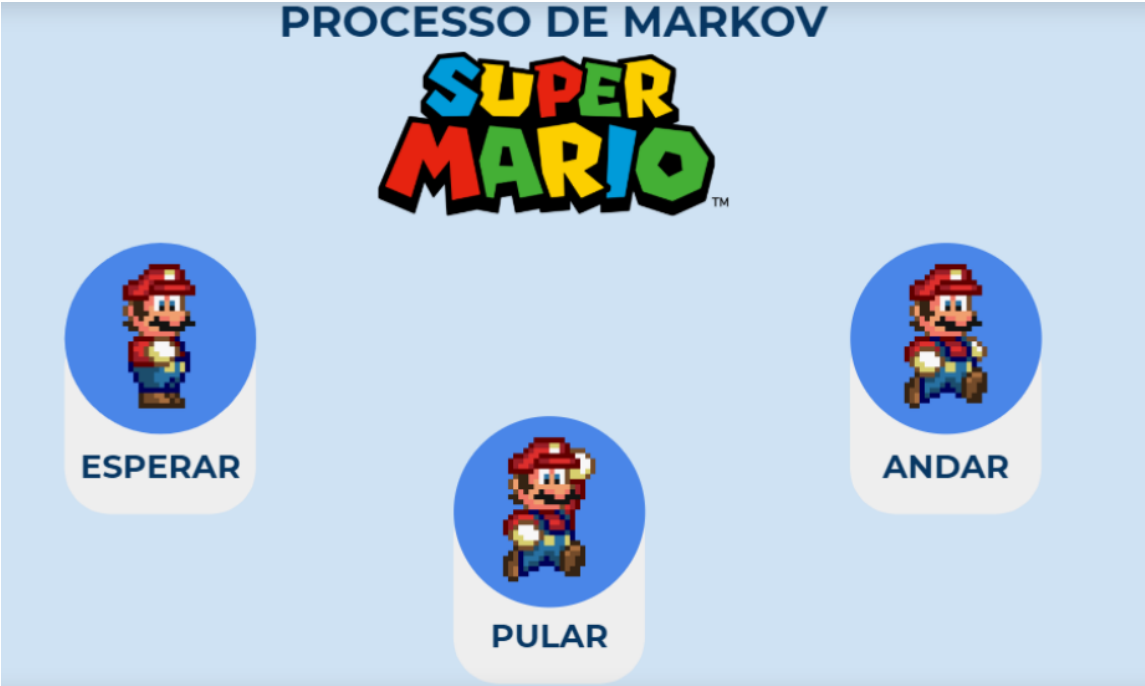 PROCESSO DE MARKOV
SUPER
MARIO
TM
ESPERAR
ANDAR
PULAR